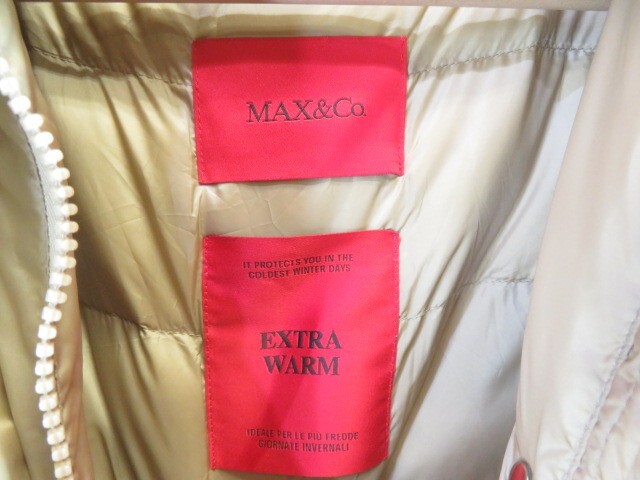 MAX&Co.
IT PROTECTS YOU IN THE
COLDEST WINTER DAYS
EXTRA
WARM
IDEALE PER LE PIÙ FREDDE
GIORNATE INVERNALI